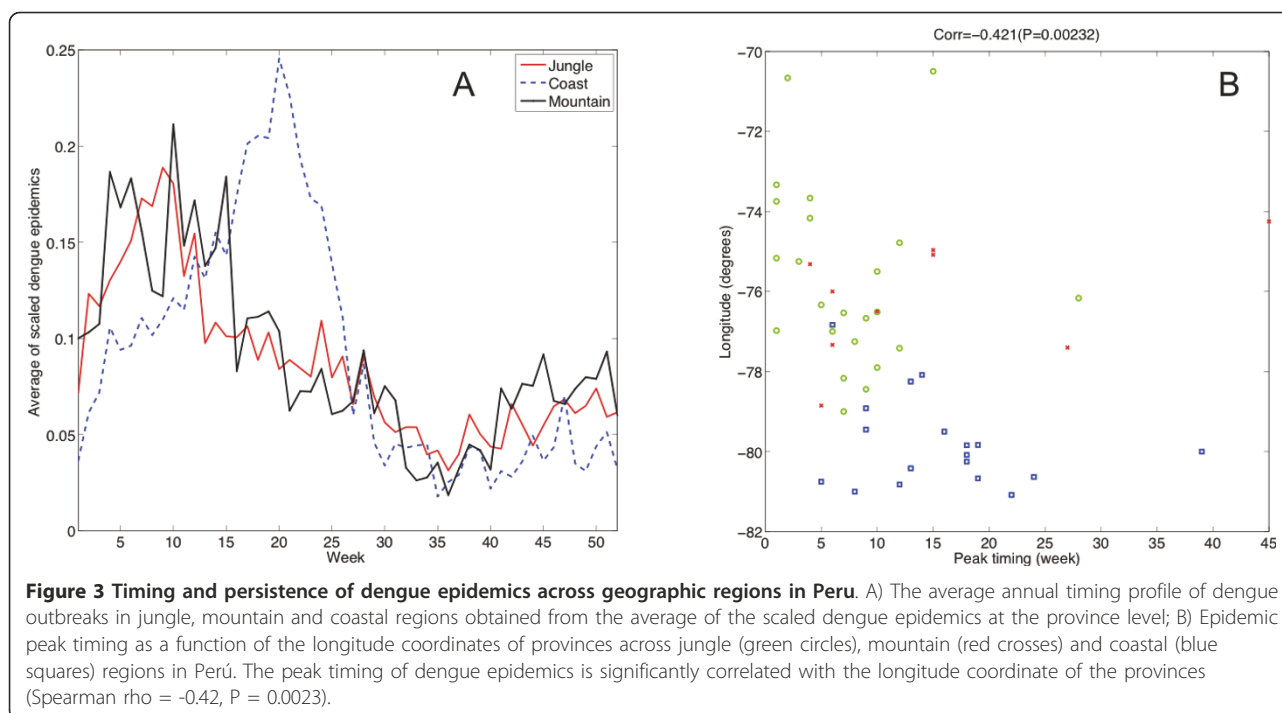 0.25
0.2
0.15
0.1
0.05
0
5 10 15 20 25 30 35 40 45 50
Week
Average of scaled dengue epidemics
A
Jungle
Coast
Mountain
Corr=−0.421(P=0.00232)
B
−70
−72
−74
−76
−78
−80
−82
0 5 10 15 20 25 30 35 40 45
Peak timing (week)
Longitude (degrees)
Figure 3 Timing and persistence of dengue epidemics across geographic regions in Peru. A) The average annual timing profile of dengue
outbreaks in jungle, mountain and coastal regions obtained from the average of the scaled dengue epidemics at the province level; B) Epidemic
peak timing as a function of the longitude coordinates of provinces across jungle (green circles), mountain (red crosses) and coastal (blue
squares) regions in Perú. The peak timing of dengue epidemics is significantly correlated with the longitude coordinate of the provinces
(Spearman rho = -0.42, P = 0.0023).